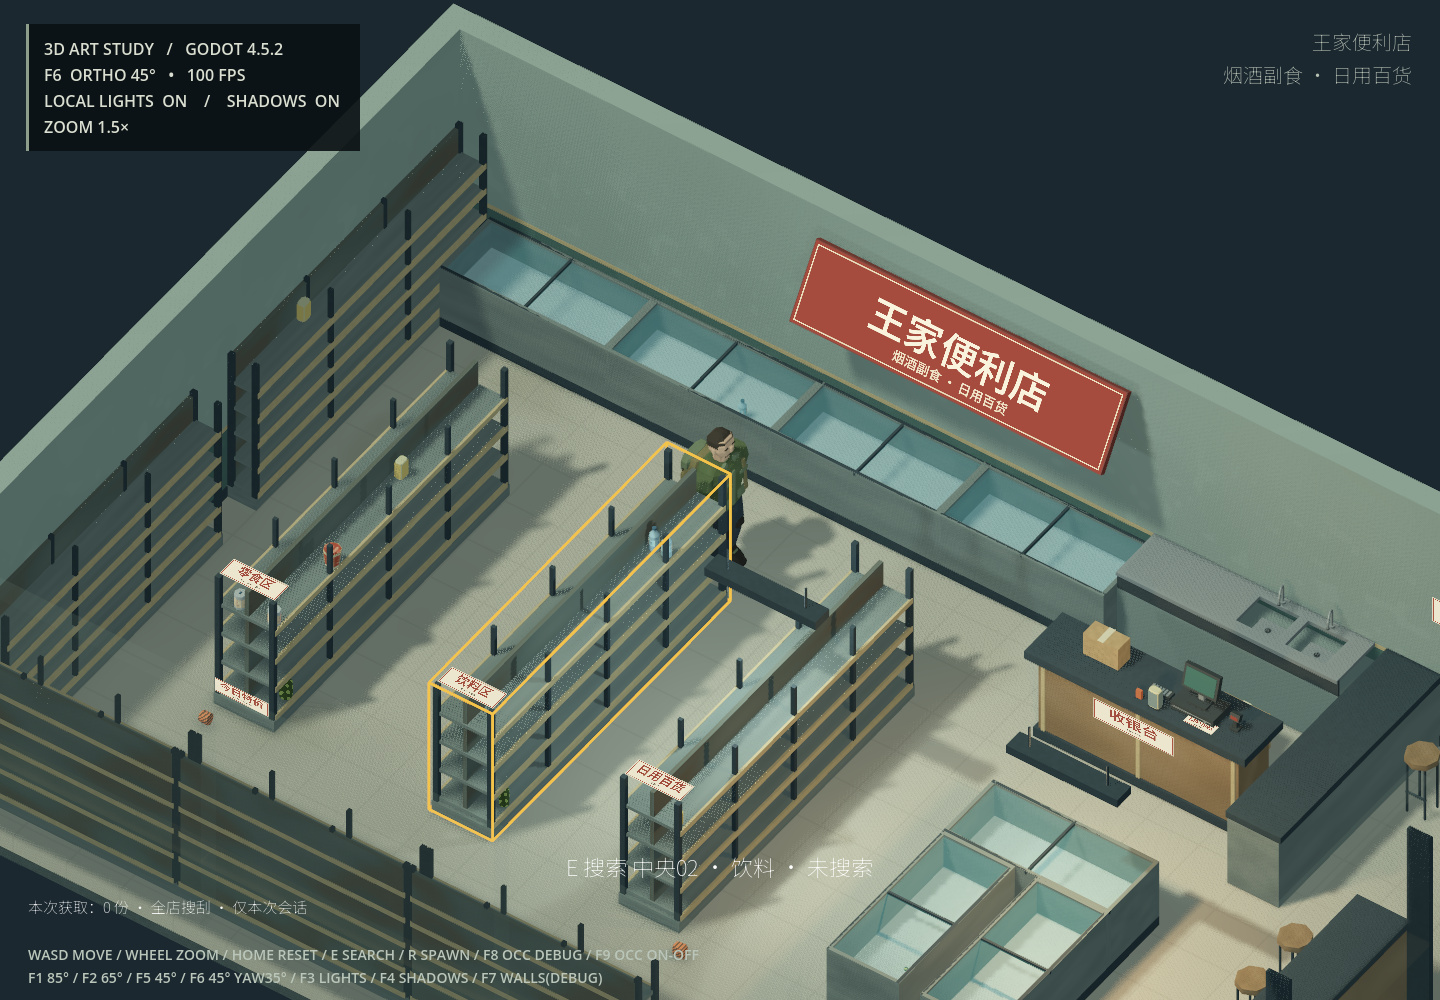 3D ART STUDY / GODOT 4.5.2
F6 ORTHO 45° • 100 FPS
LOCAL LIGHTS ON / SHADOWS ON
ZOOM 1.5×
王家便利店
烟酒副食 · 日用百货
王家便利店
烟酒副食 · 日用百货
零食区
今日特价
饮料区
日用百货
收银台
E 搜索 中央02 · 饮料 · 未搜索
本次获取：0 份 · 全店搜刮 · 仅本次会话
WASD MOVE / WHEEL ZOOM / HOME RESET / E SEARCH / R SPAWN / F8 OCC DEBUG / F9 OCC ON-OFF
F1 85° / F2 65° / F5 45° / F6 45° YAW35° / F3 LIGHTS / F4 SHADOWS / F7 WALLS(DEBUG)